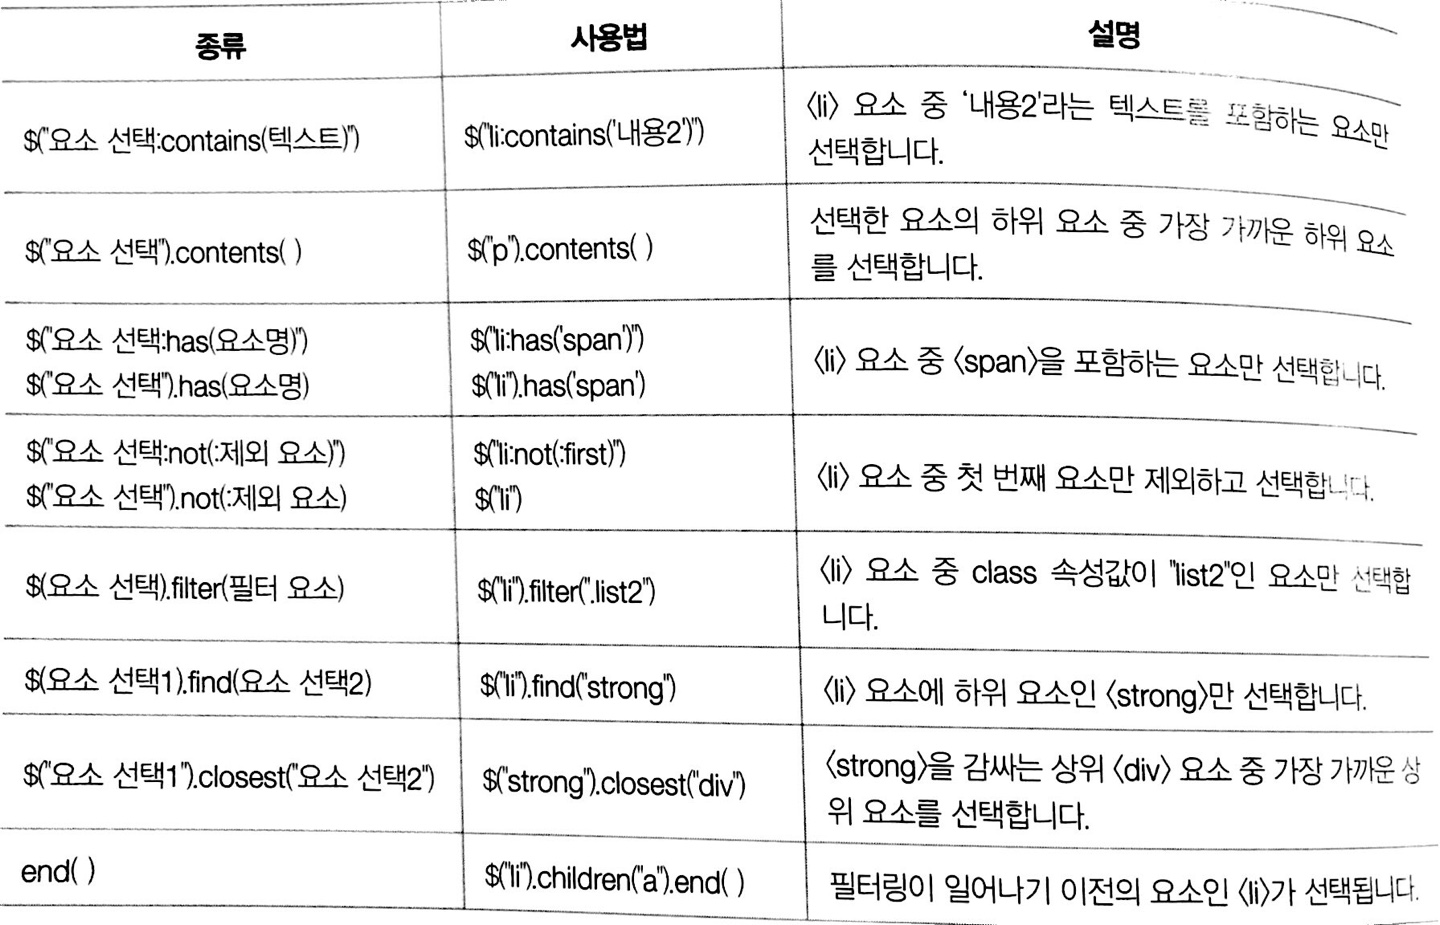 종류 사용법 설명
$("요소 선택:contains(텍스트)") $("li:contains('내용2')") 〈li〉 요소 중 '내용2'라는 텍스트를 포함하는 요소만
선택합니다.
$("요소 선택").contents( ) $("p").contents( ) 선택한 요소의 하위 요소 중 가장 가까운 하위 요소
를 선택합니다.
$("요소 선택:has(요소명)") $("li:has('span')")
$("요소 선택").has(요소명) $("li").has('span') 〈li〉 요소 중 〈span〉을 포함하는 요소만 선택합니다.
$("요소 선택:not(:제외 요소)") $("li:not(:first)")
$("요소 선택").not(:제외 요소) $("li") 〈li〉 요소 중 첫 번째 요소만 제외하고 선택합니다.
$(요소 선택).filter(필터 요소) $("li").filter(".list2") 〈li〉 요소 중 class 속성값이 "list2"인 요소만 선택합
니다.
$(요소 선택1).find(요소 선택2) $("li").find("strong") 〈li〉 요소에 하위 요소인 〈strong〉만 선택합니다.
$("요소 선택1").closest("요소 선택2") $("strong").closest("div") 〈strong〉을 감싸는 상위 〈div〉 요소 중 가장 가까운 상
위 요소를 선택합니다.
end( ) $("li").children("a").end( ) 필터링이 일어나기 이전의 요소인 〈li〉가 선택됩니다.